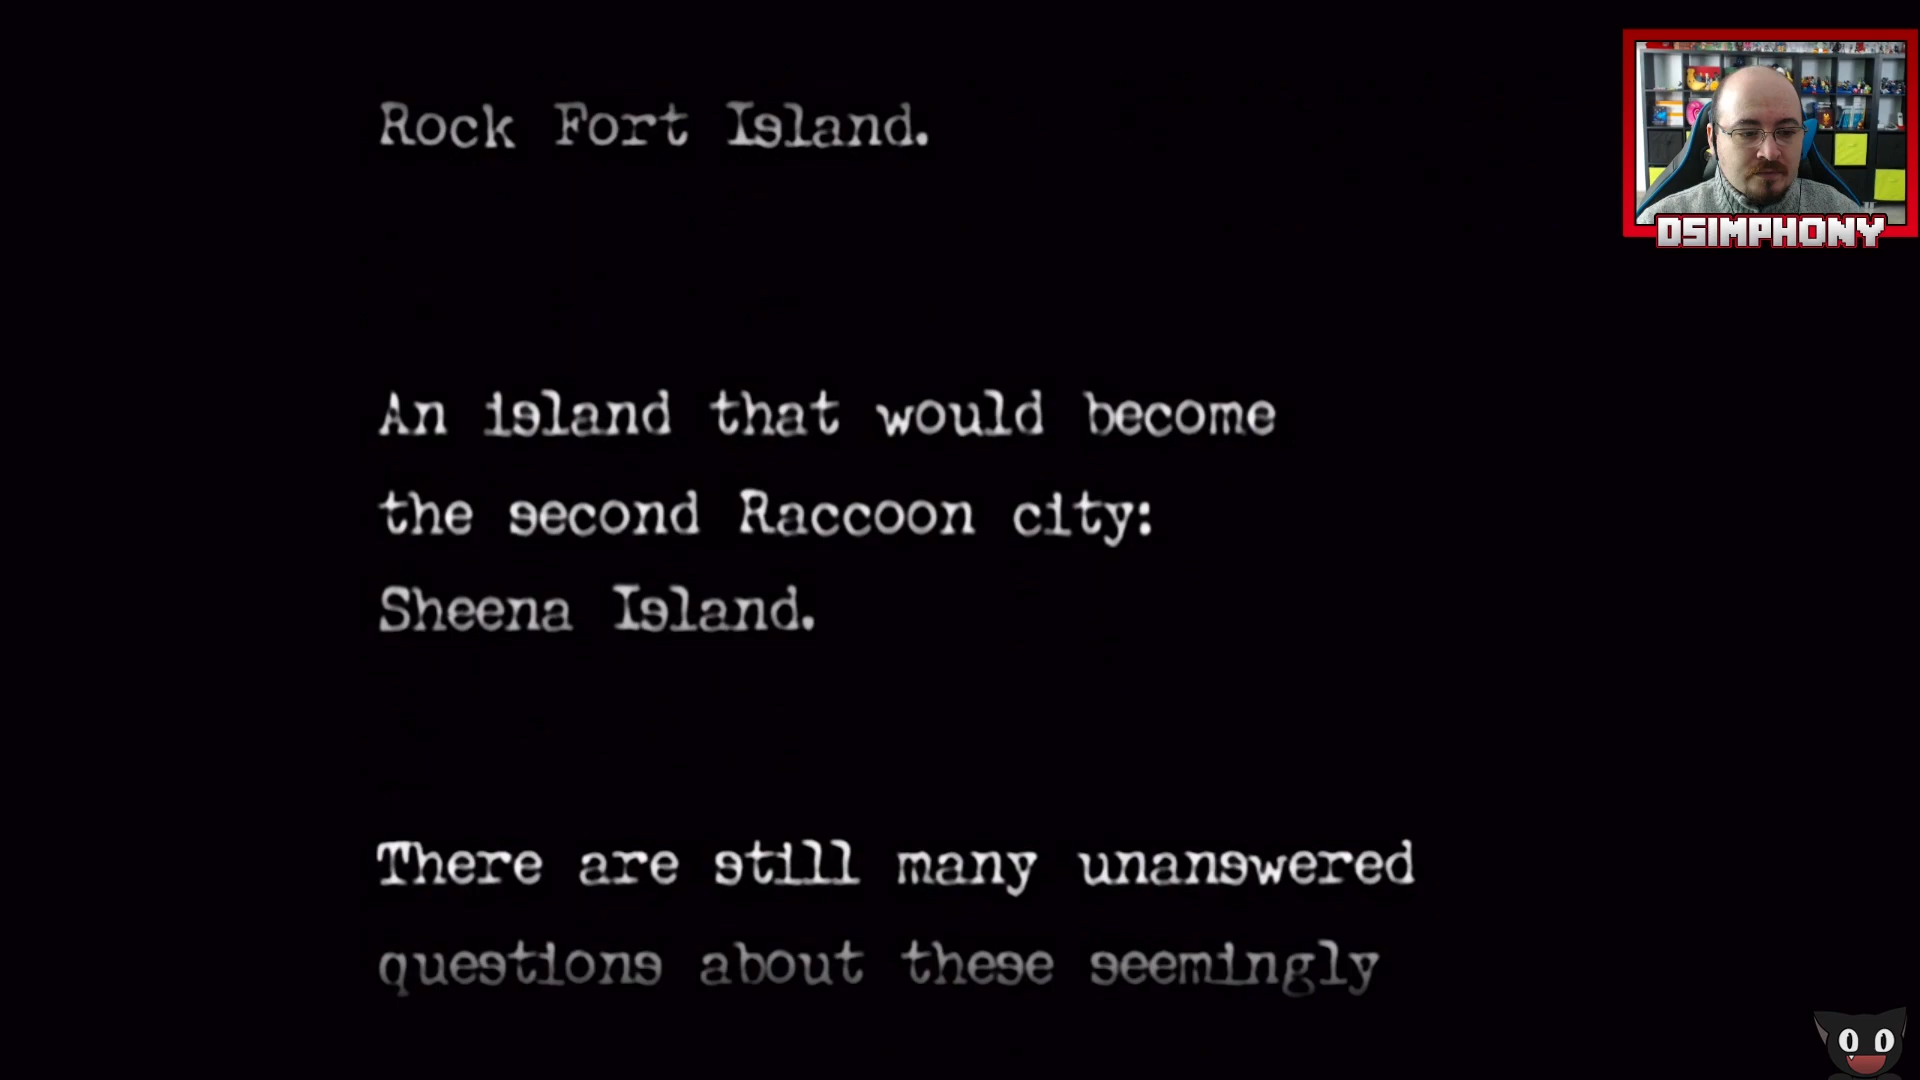 Rock Fort Island.
An island that would become
the second Raccoon city:
Sheena Island.
There are still many unanswered
questions about these seemingly
DSIMPHONY